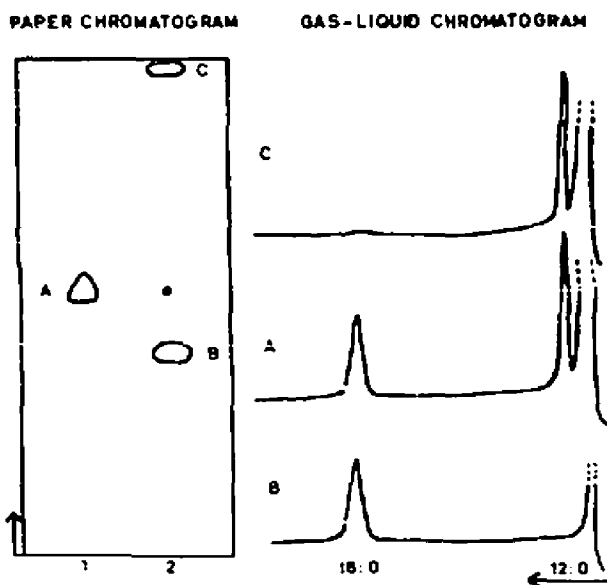 PAPER CHROMATOGRAM
GAS-LIQUID CHROMATOGRAM
C
C
A
A
B
B
1 2
18:0 12:0